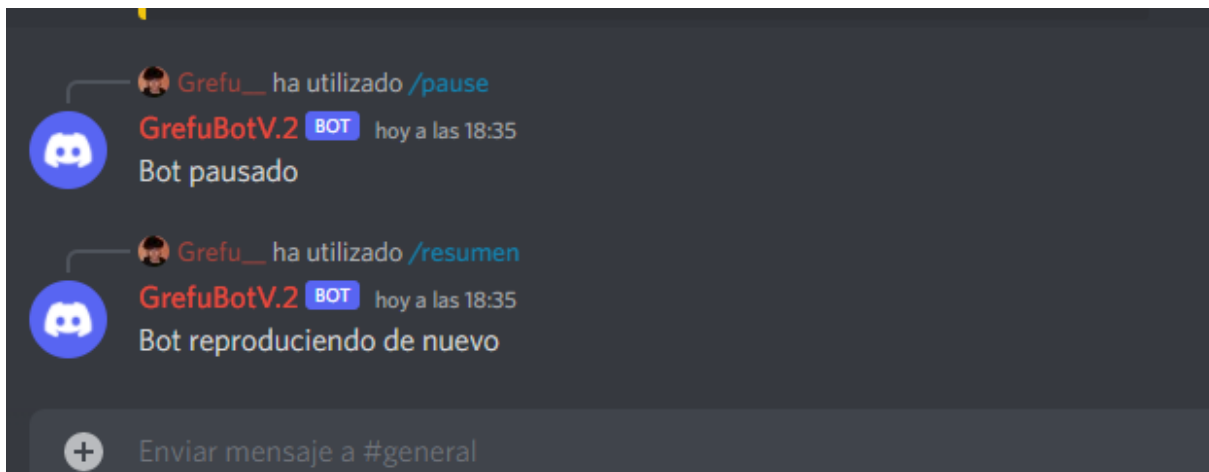 Grefu__ ha utilizado /pause
GrefuBotV.2 BOT hoy a las 18:35
Bot pausado
Grefu__ ha utilizado /resumen
GrefuBotV.2 BOT hoy a las 18:35
Bot reproduciendo de nuevo
Enviar mensaje a #general